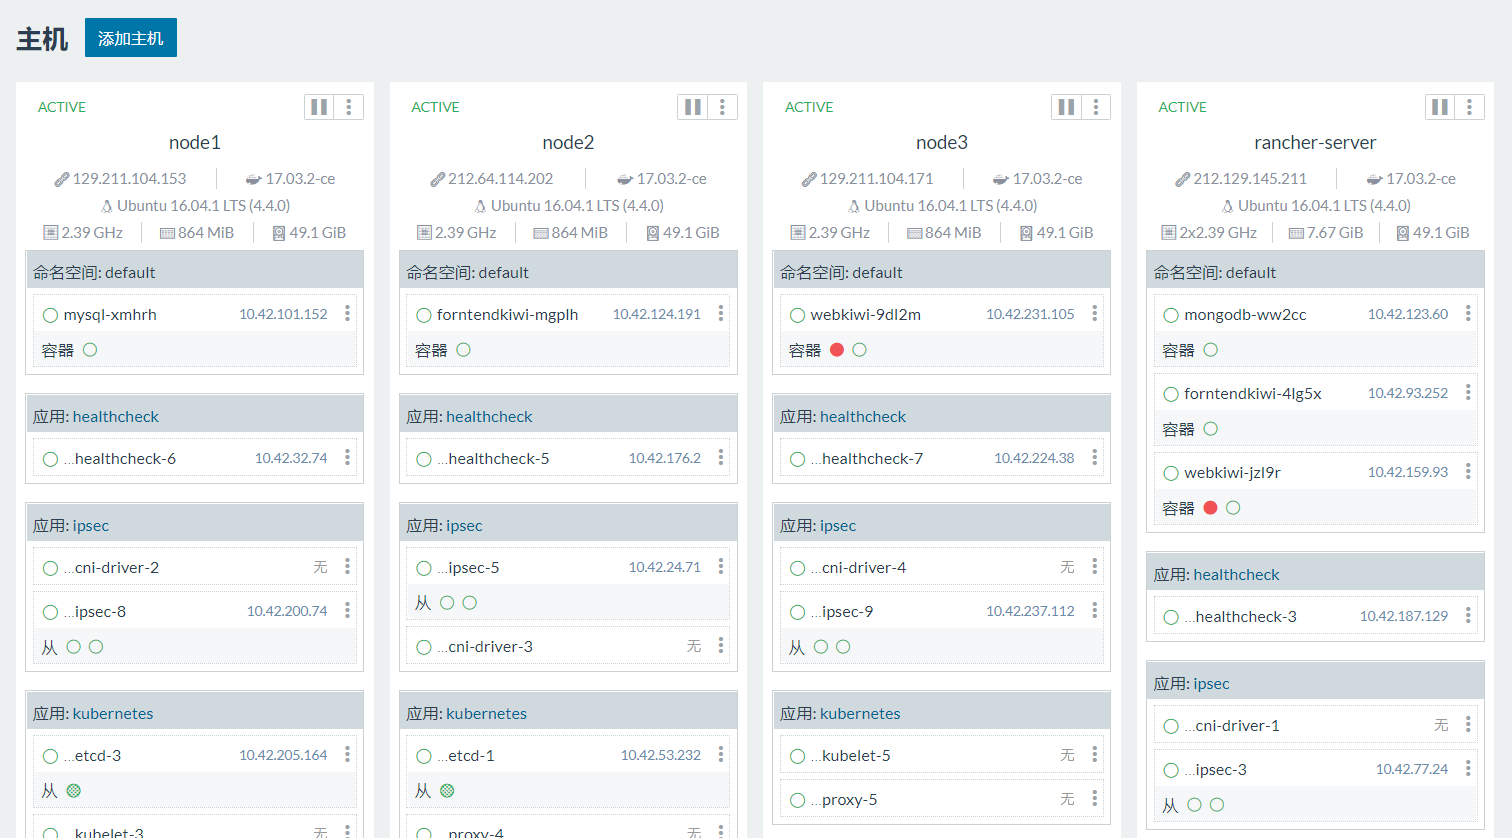 主机 添加主机
ACTIVE
node1
129.211.104.153 17.03.2-ce
Ubuntu 16.04.1 LTS (4.4.0)
2.39 GHz 864 MiB 49.1 GiB
命名空间: default
mysql-xmhrh 10.42.101.152
容器
应用: healthcheck
...healthcheck-6 10.42.32.74
应用: ipsec
...cni-driver-2 无
...ipsec-8 10.42.200.74
从
应用: kubernetes
...etcd-3 10.42.205.164
从
...kubelet-3 无
ACTIVE
node2
212.64.114.202 17.03.2-ce
Ubuntu 16.04.1 LTS (4.4.0)
2.39 GHz 864 MiB 49.1 GiB
命名空间: default
forntendkiwi-mgplh 10.42.124.191
容器
应用: healthcheck
...healthcheck-5 10.42.176.2
应用: ipsec
...ipsec-5 10.42.24.71
从
...cni-driver-3 无
应用: kubernetes
...etcd-1 10.42.53.232
从
...proxy-4 无
ACTIVE
node3
129.211.104.171 17.03.2-ce
Ubuntu 16.04.1 LTS (4.4.0)
2.39 GHz 864 MiB 49.1 GiB
命名空间: default
webkiwi-9dl2m 10.42.231.105
容器
应用: healthcheck
...healthcheck-7 10.42.224.38
应用: ipsec
...cni-driver-4 无
...ipsec-9 10.42.237.112
从
应用: kubernetes
...kubelet-5 无
...proxy-5 无
ACTIVE
rancher-server
212.129.145.211 17.03.2-ce
Ubuntu 16.04.1 LTS (4.4.0)
2x2.39 GHz 7.67 GiB 49.1 GiB
命名空间: default
mongodb-ww2cc 10.42.123.60
容器
forntendkiwi-4lg5x 10.42.93.252
容器
webkiwi-jzl9r 10.42.159.93
容器
应用: healthcheck
...healthcheck-3 10.42.187.129
应用: ipsec
...cni-driver-1 无
...ipsec-3 10.42.77.24
从